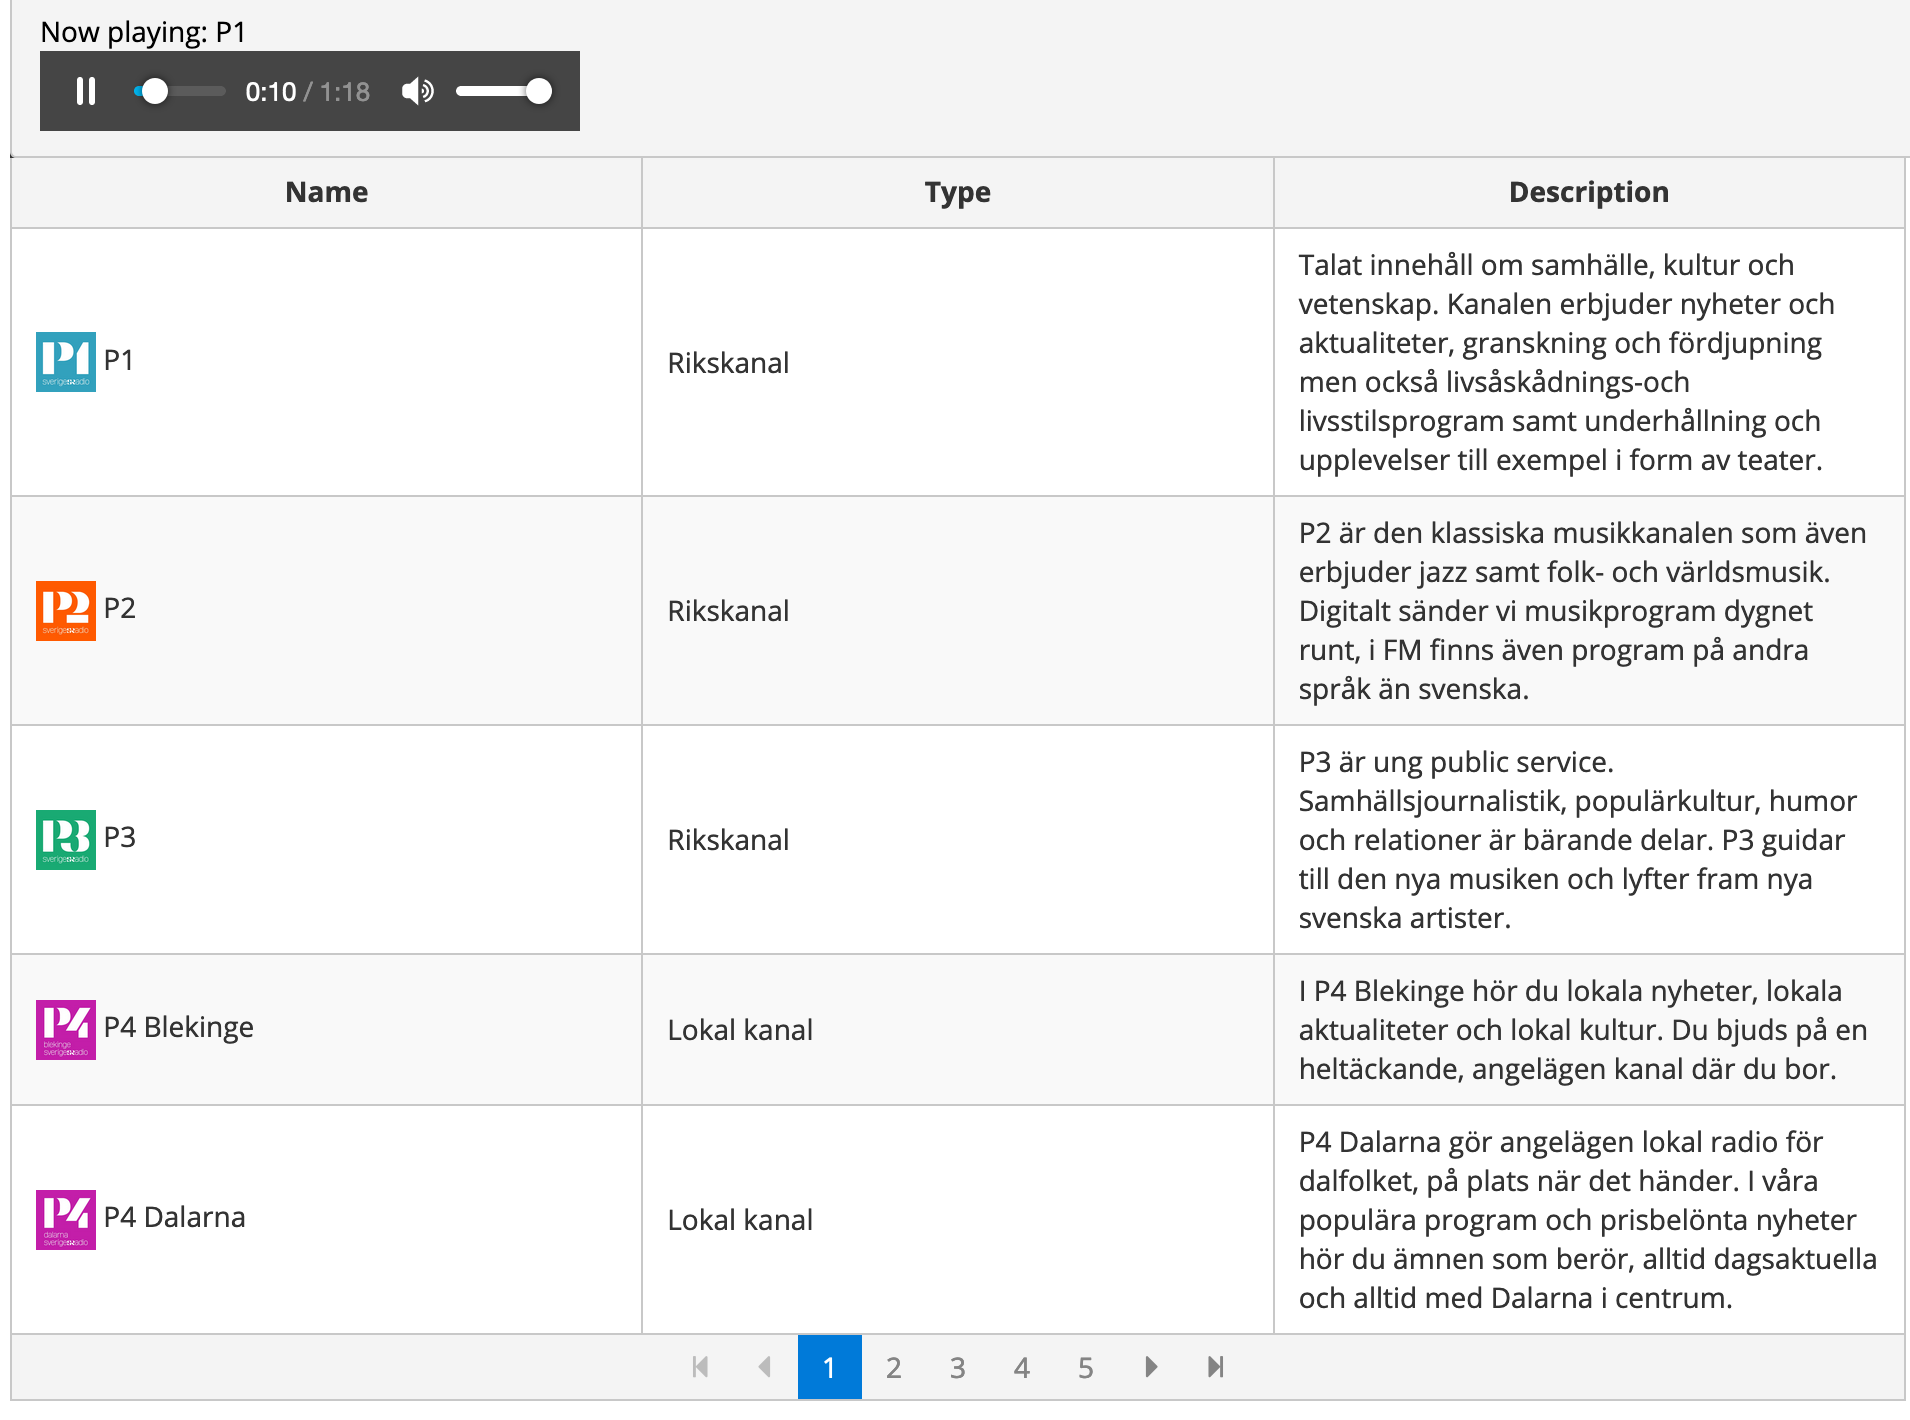 Now playing: P1
0:10 / 1:18
Name Type Description
P1
sverigesradio
P1
Rikskanal
Talat innehåll om samhälle, kultur och
vetenskap. Kanalen erbjuder nyheter och
aktualiteter, granskning och fördjupning
men också livsåskådnings-och
livsstilsprogram samt underhållning och
upplevelser till exempel i form av teater.
P2
sverigesradio
P2
Rikskanal
P2 är den klassiska musikkanalen som även
erbjuder jazz samt folk- och världsmusik.
Digitalt sänder vi musikprogram dygnet
runt, i FM finns även program på andra
språk än svenska.
P3
sverigesradio
P3
Rikskanal
P3 är ung public service.
Samhällsjournalistik, populärkultur, humor
och relationer är bärande delar. P3 guidar
till den nya musiken och lyfter fram nya
svenska artister.
P4
blekinge
sverigesradio
P4 Blekinge
Lokal kanal
I P4 Blekinge hör du lokala nyheter, lokala
aktualiteter och lokal kultur. Du bjuds på en
heltäckande, angelägen kanal där du bor.
P4
dalarna
sverigesradio
P4 Dalarna
Lokal kanal
P4 Dalarna gör angelägen lokal radio för
dalfolket, på plats när det händer. I våra
populära program och prisbelönta nyheter
hör du ämnen som berör, alltid dagsaktuella
och alltid med Dalarna i centrum.
1 2 3 4 5